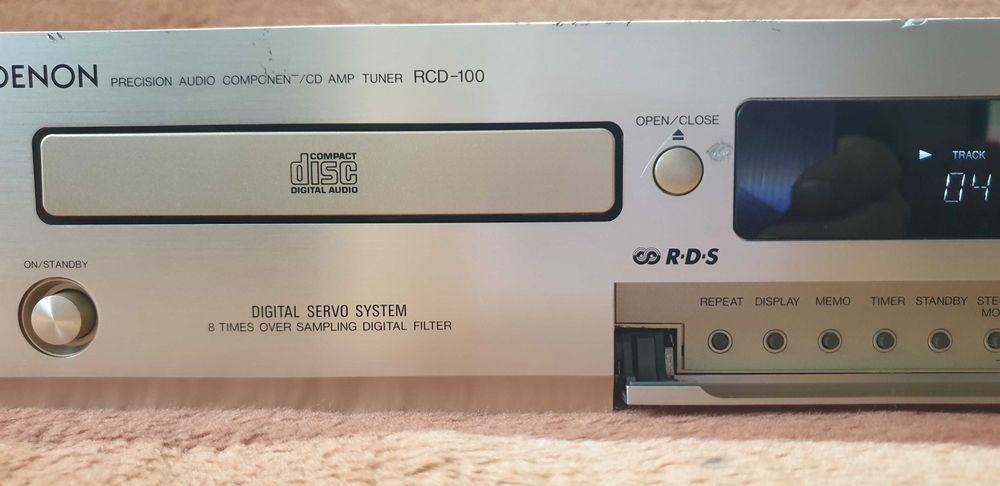 DENON PRECISION AUDIO COMPONENT/CD AMP TUNER RCD-100
OPEN/CLOSE
COMPACT
disc
DIGITAL AUDIO
TRACK
04
R·D·S
ON/STANDBY
DIGITAL SERVO SYSTEM
8 TIMES OVER SAMPLING DIGITAL FILTER
REPEAT DISPLAY MEMO TIMER STANDBY